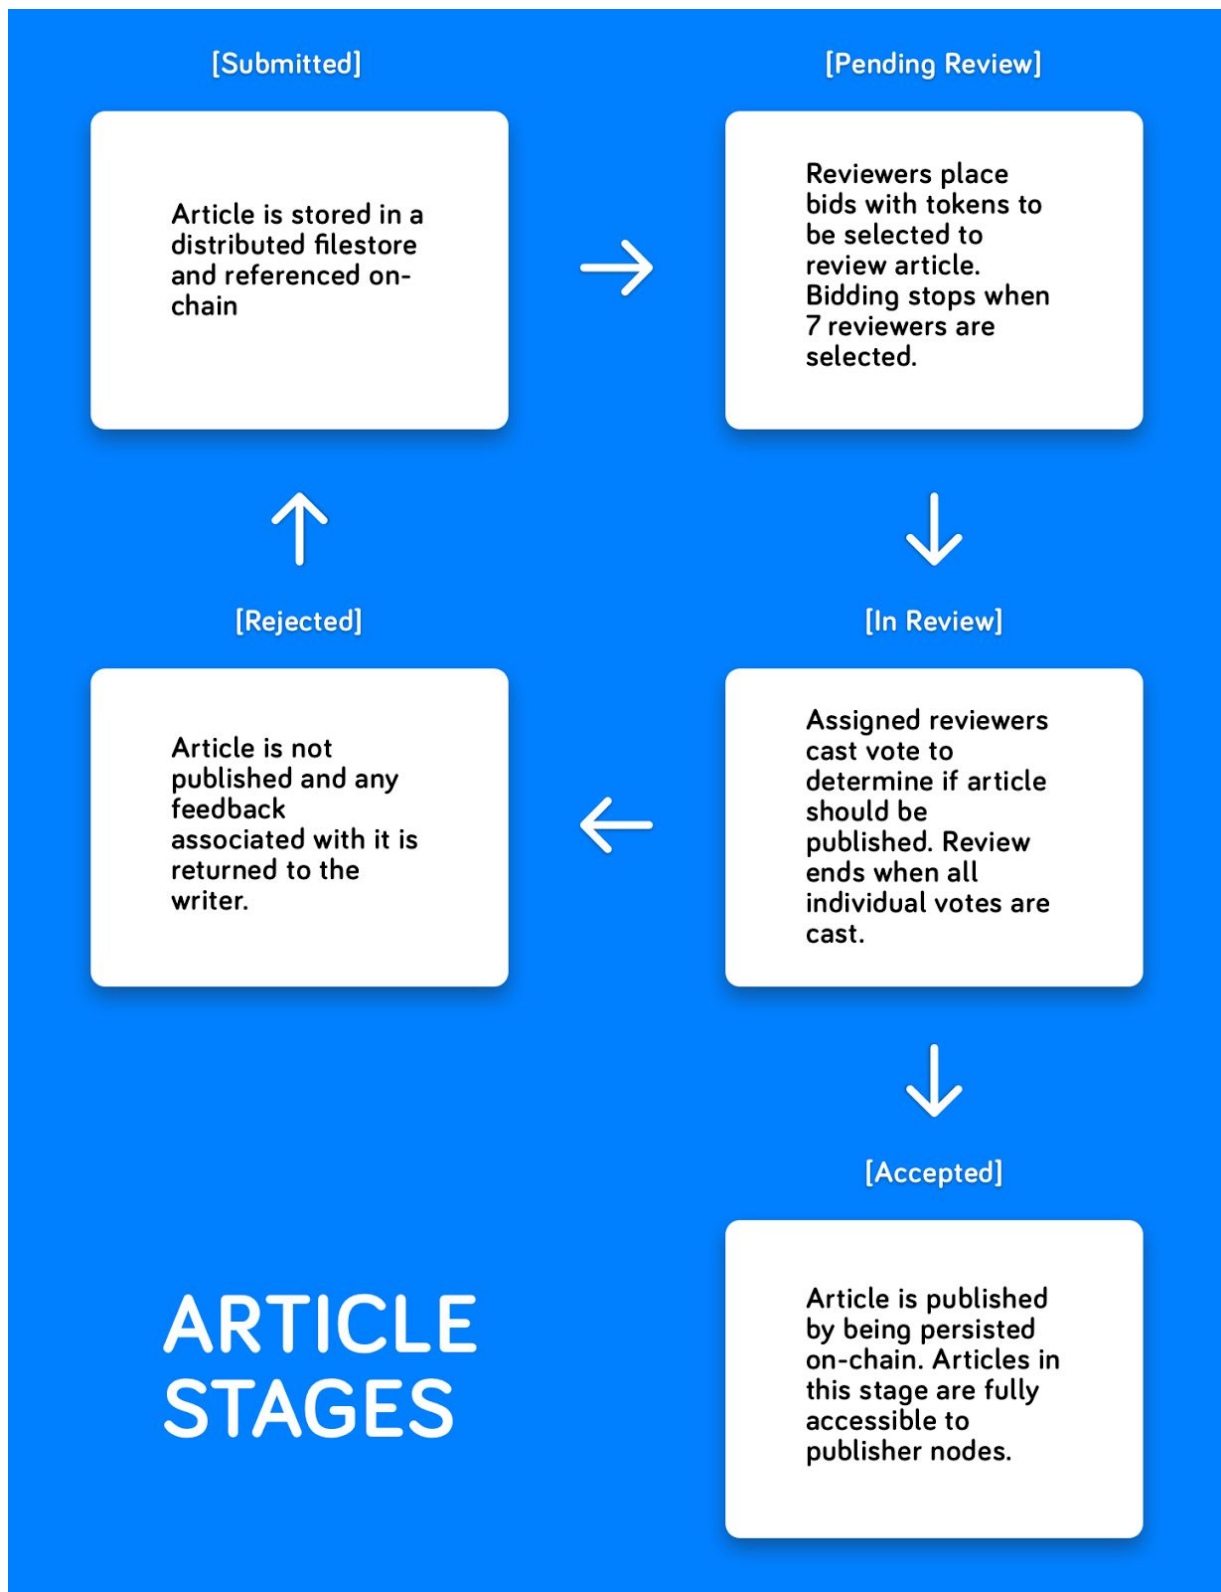 [Submitted]
Article is stored in a
distributed filestore
and referenced on-
chain
[Pending Review]
Reviewers place
bids with tokens to
be selected to
review article.
Bidding stops when
7 reviewers are
selected.
[Rejected]
Article is not
published and any
feedback
associated with it is
returned to the
writer.
[In Review]
Assigned reviewers
cast vote to
determine if article
should be
published. Review
ends when all
individual votes are
cast.
[Accepted]
Article is published
by being persisted
on-chain. Articles in
this stage are fully
accessible to
publisher nodes.
ARTICLE
STAGES